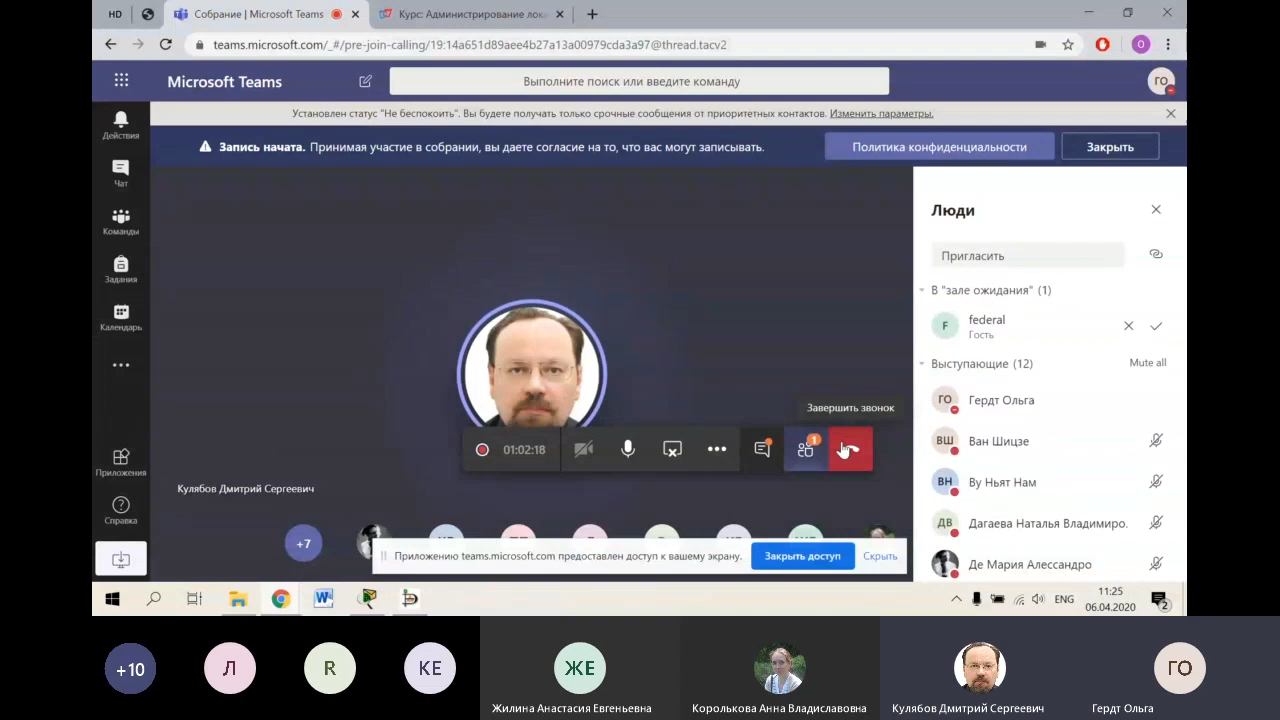 HD
Собрание | Microsoft Teams
Курс: Администрирование лока
teams.microsoft.com/_#/pre-join-calling/19:14a651d89aee4b27a13a00979cda3a97@thread.tacv2
O
Microsoft Teams
Выполните поиск или введите команду
ГО
Установлен статус "Не беспокоить". Вы будете получать только срочные сообщения от приоритетных контактов. Изменить параметры.
Запись начата. Принимая участие в собрании, вы даете согласие на то, что вас могут записывать.
Политика конфиденциальности
Закрыть
Действия
Чат
Команды
Задания
Календарь
Приложения
Справка
Люди
Пригласить
В "зале ожидания" (1)
F
federal
Гость
Выступающие (12)
Mute all
ГО
Гердт Ольга
ВШ
Ван Шицзе
ВН
Ву Ньят Нам
ДВ
Дагаева Наталья Владимиро.
Де Мария Алессандро
Завершить звонок
01:02:18
1
Кулябов Дмитрий Сергеевич
+7
Приложению teams.microsoft.com предоставлен доступ к вашему экрану.
Закрыть доступ
Скрыть
ENG
11:25
06.04.2020
2
+10
Л
R
КЕ
ЖЕ
Жилина Анастасия Евгеньевна
Королькова Анна Владиславовна
Кулябов Дмитрий Сергеевич
ГО
Гердт Ольга